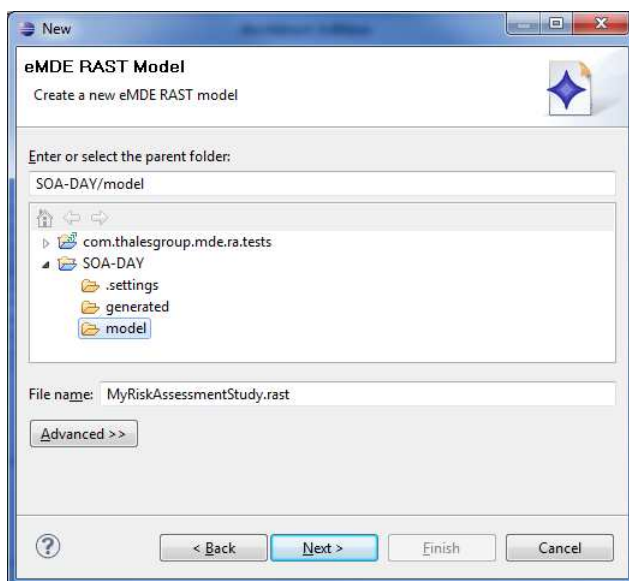 New
eMDE RAST Model
Create a new eMDE RAST model
Enter or select the parent folder:
SOA-DAY/model
com.thalesgroup.mde.ra.tests
SOA-DAY
.settings
generated
model
File name: MyRiskAssessmentStudy.rast
Advanced >>
? < Back Next > Finish Cancel